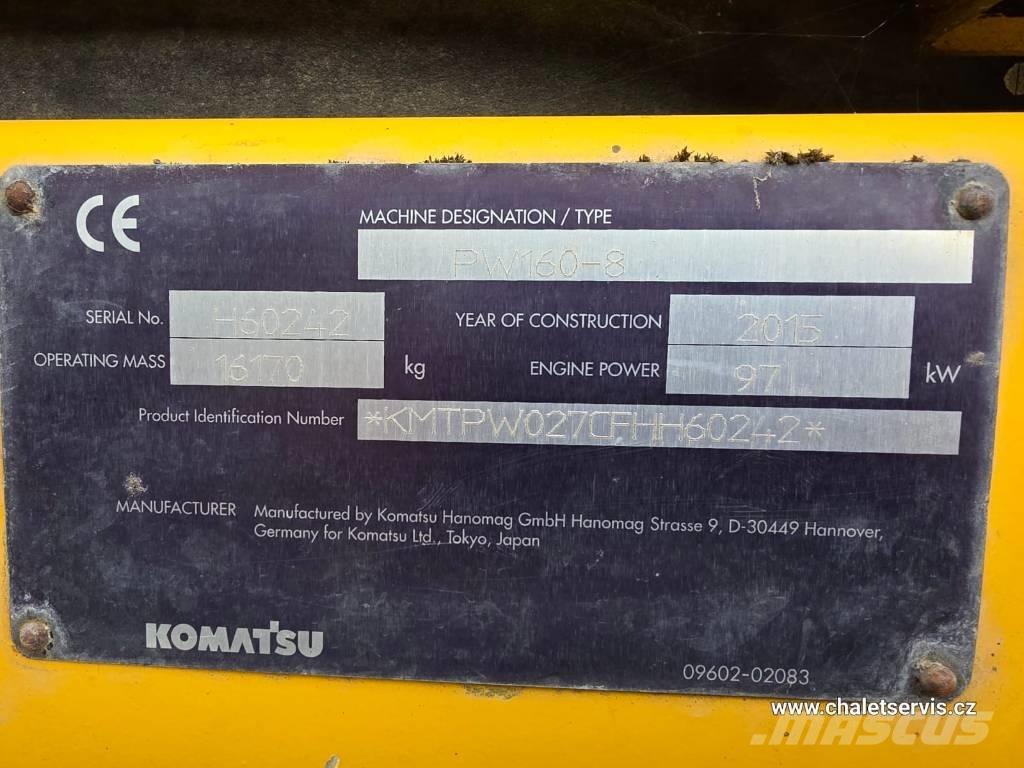 CE
MACHINE DESIGNATION / TYPE
PW160-8
SERIAL No. H60242 YEAR OF CONSTRUCTION 2015
OPERATING MASS 16170 kg ENGINE POWER 97 kW
Product Identification Number *KMTPW027CFHH60242*
MANUFACTURER Manufactured by Komatsu Hanomag GmbH Hanomag Strasse 9, D-30449 Hannover,
Germany for Komatsu Ltd., Tokyo, Japan
KOMATSU
09602-02083
www.chaletservis.cz
MASCUS